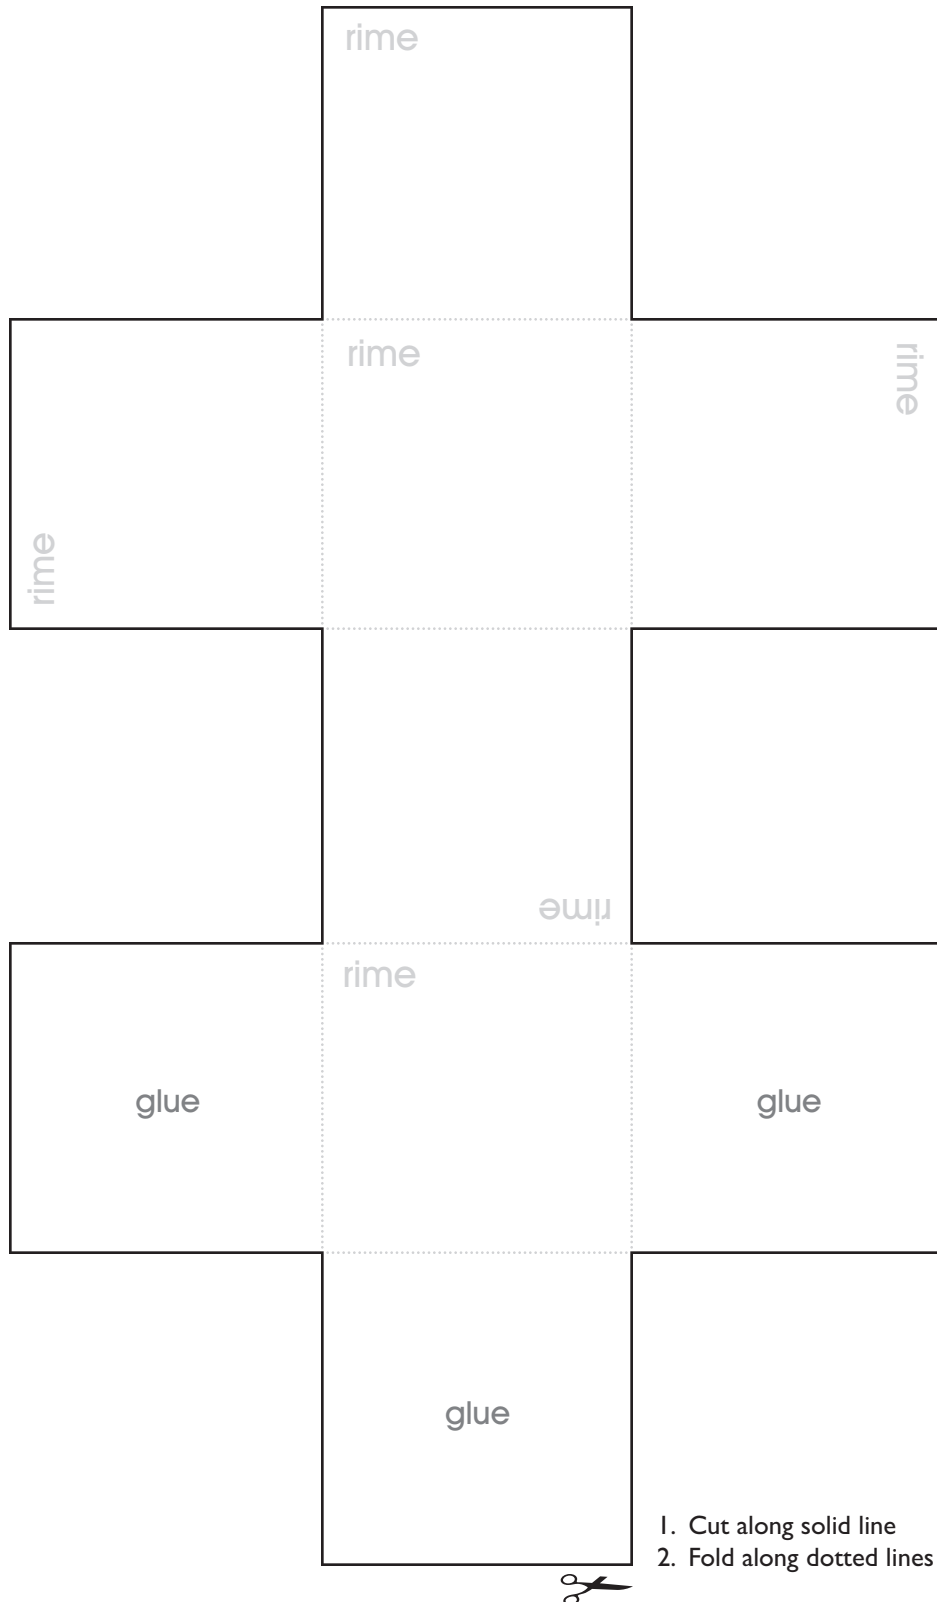 rime
rime
rime
rime
rime
rime
glue
glue
glue
1. Cut along solid line
2. Fold along dotted lines